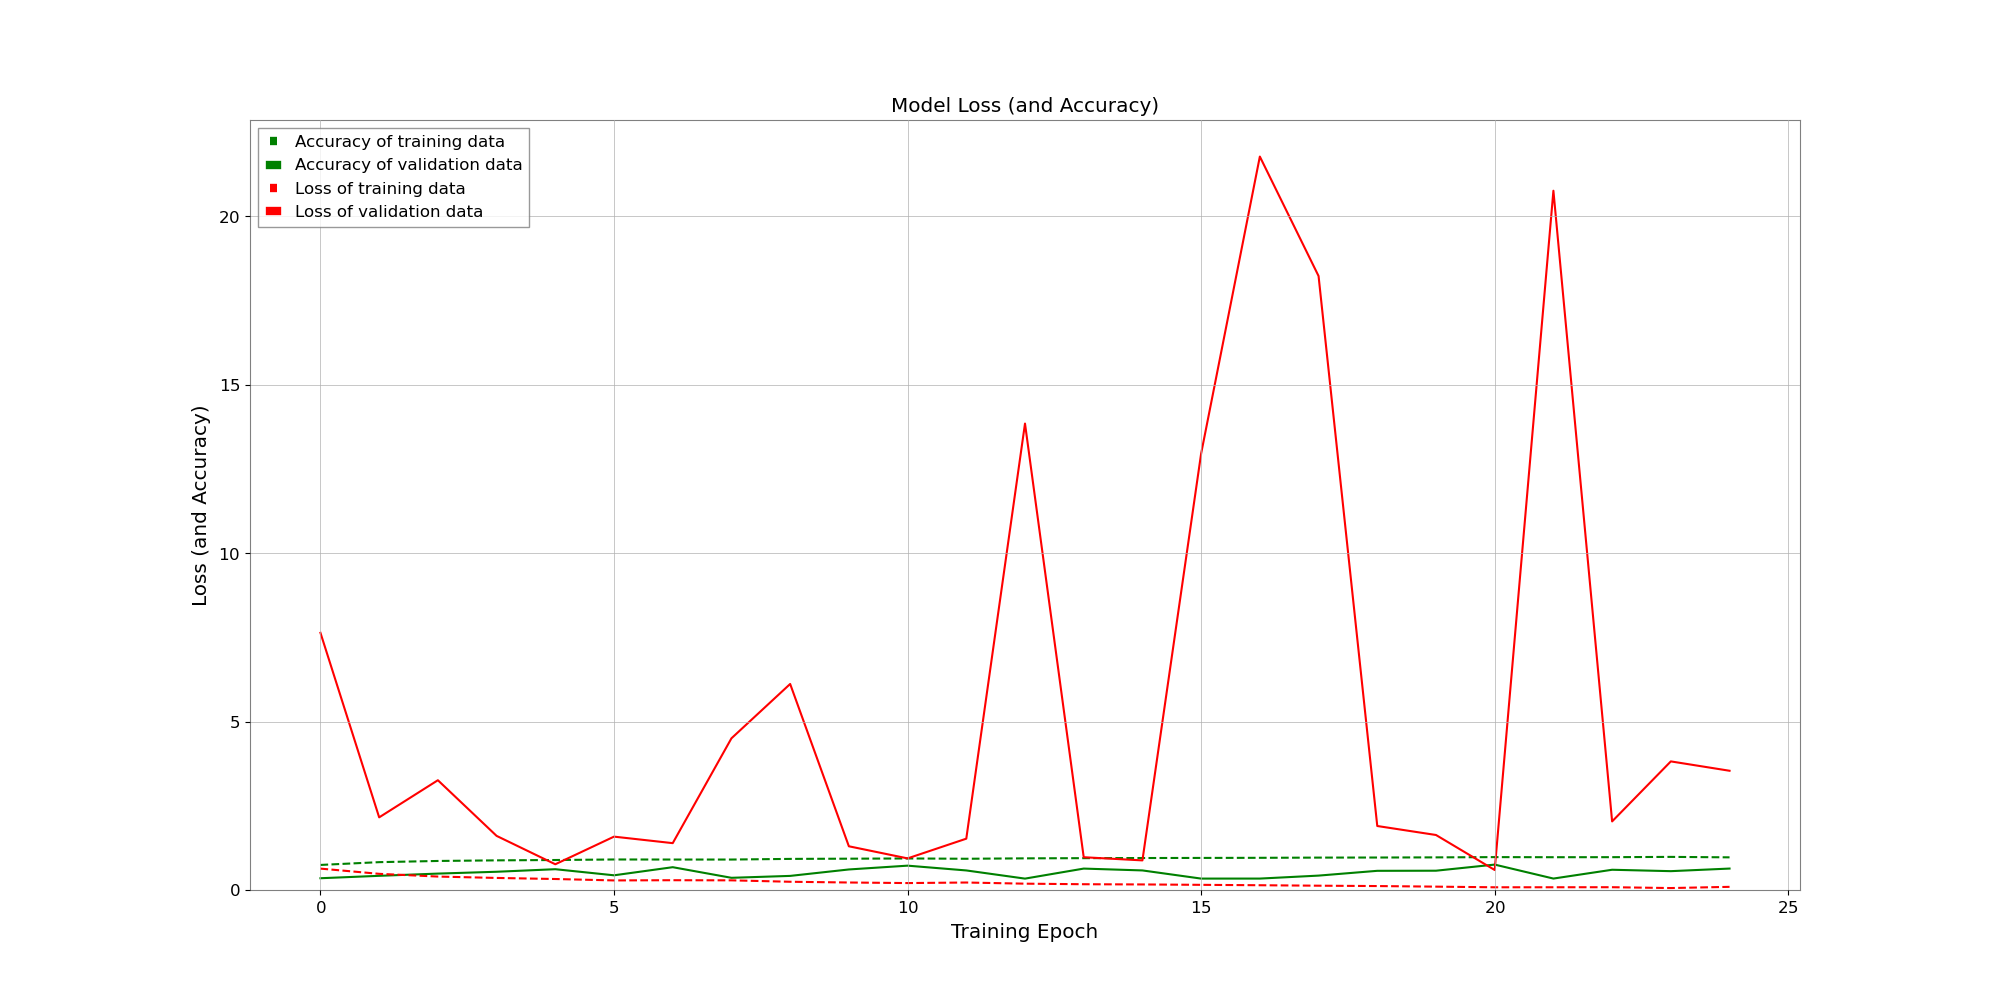 Model Loss (and Accuracy)
Accuracy of training data
Accuracy of validation data
Loss of training data
Loss of validation data
20
15
10
5
0
Loss (and Accuracy)
0 5 10 15 20 25
Training Epoch